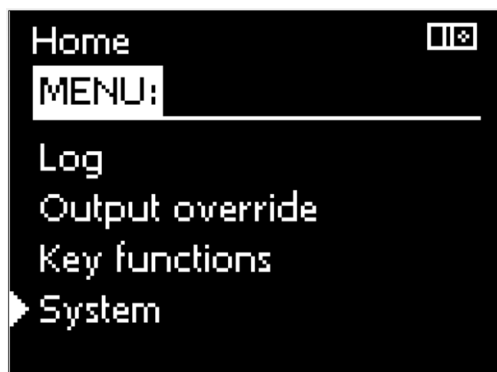 Home
MENU:
Log
Output override
Key functions
System